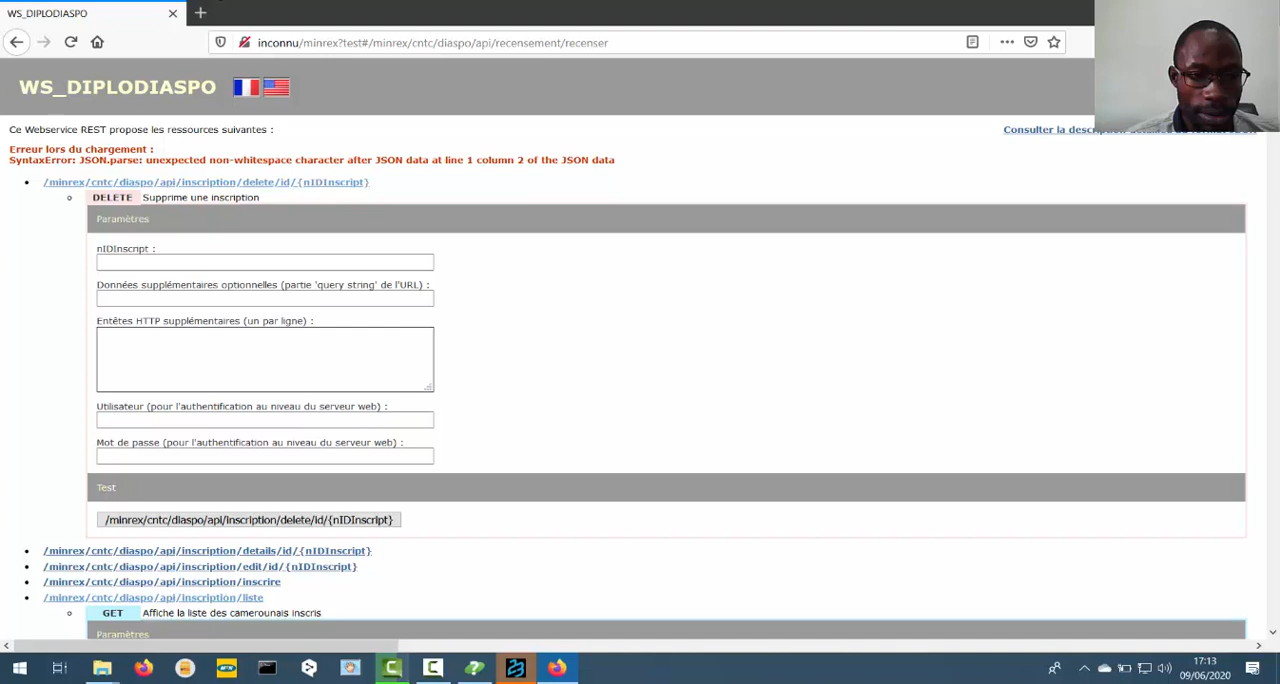 WS_DIPLODIASPO
inconnu/minrex?test#/minrex/cntc/diaspo/api/recensement/recenser
WS_DIPLODIASPO
Ce Webservice REST propose les ressources suivantes :
Consulter la description
Erreur lors du chargement :
SyntaxError: JSON.parse: unexpected non-whitespace character after JSON data at line 1 column 2 of the JSON data
/minrex/cntc/diaspo/api/inscription/delete/id/{nIDInscript}
DELETE Supprime une inscription
Paramètres
nIDInscript :
Données supplémentaires optionnelles (partie 'query string' de l'URL) :
Entêtes HTTP supplémentaires (un par ligne) :
Utilisateur (pour l'authentification au niveau du serveur web) :
Mot de passe (pour l'authentification au niveau du serveur web) :
Test
/minrex/cntc/diaspo/api/inscription/delete/id/{nIDInscript}
/minrex/cntc/diaspo/api/inscription/details/id/{nIDInscript}
/minrex/cntc/diaspo/api/inscription/edit/id/{nIDInscript}
/minrex/cntc/diaspo/api/inscription/inscrire
/minrex/cntc/diaspo/api/inscription/liste
GET Affiche la liste des camerounais inscris
Paramètres
17:13
09/06/2020